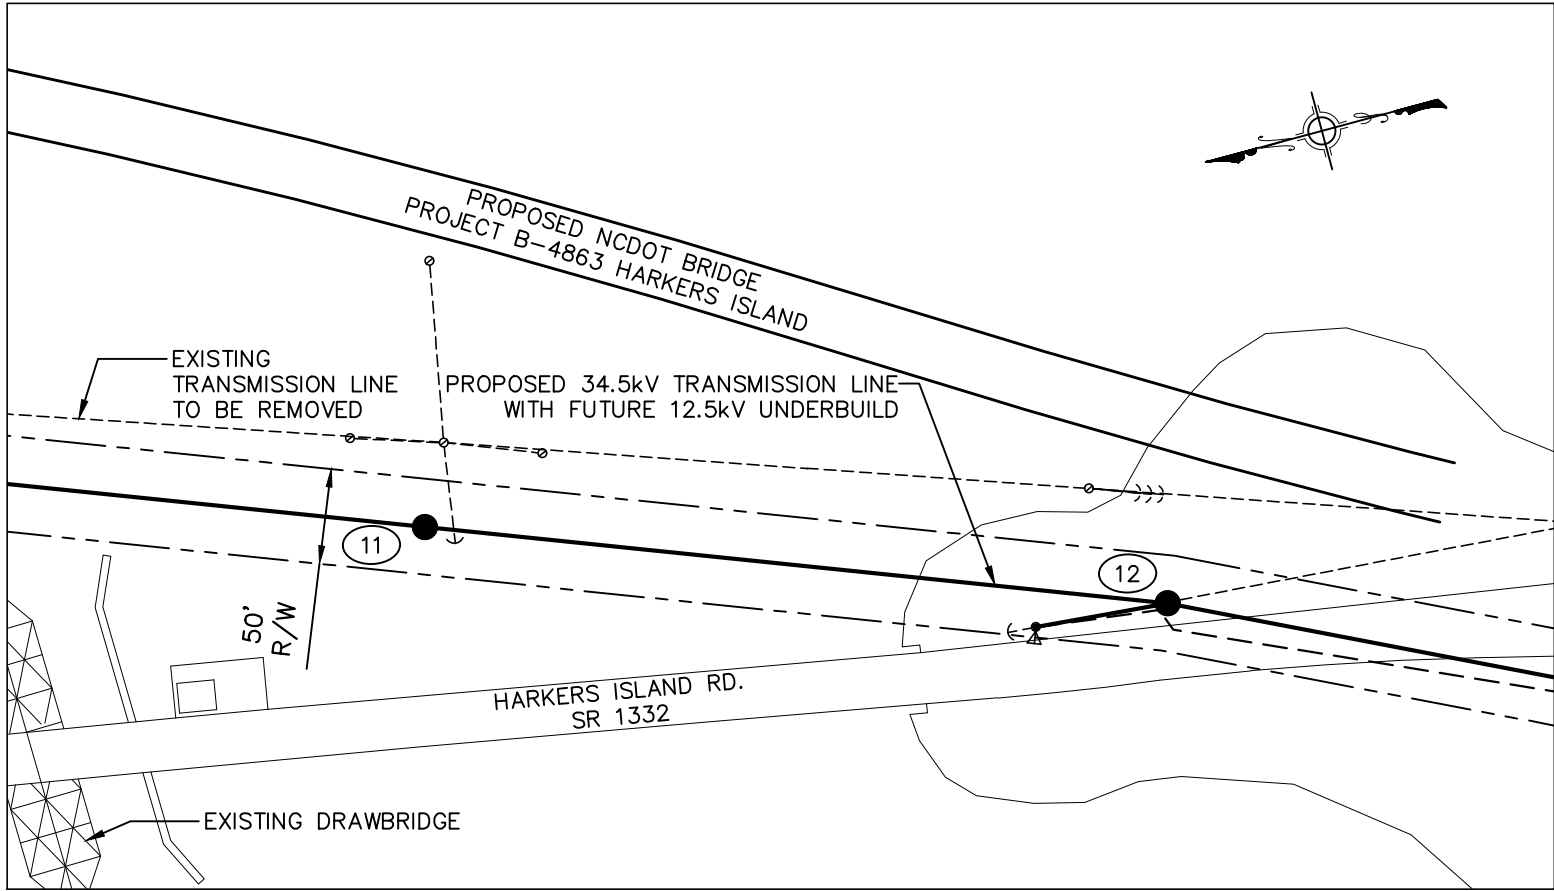 PROPOSED NCDOT BRIDGE
PROJECT B-4863 HARKERS ISLAND
EXISTING
TRANSMISSION LINE
TO BE REMOVED
PROPOSED 34.5kV TRANSMISSION LINE
WITH FUTURE 12.5kV UNDERBUILD
11
12
50'
R/W
HARKERS ISLAND RD.
SR 1332
EXISTING DRAWBRIDGE